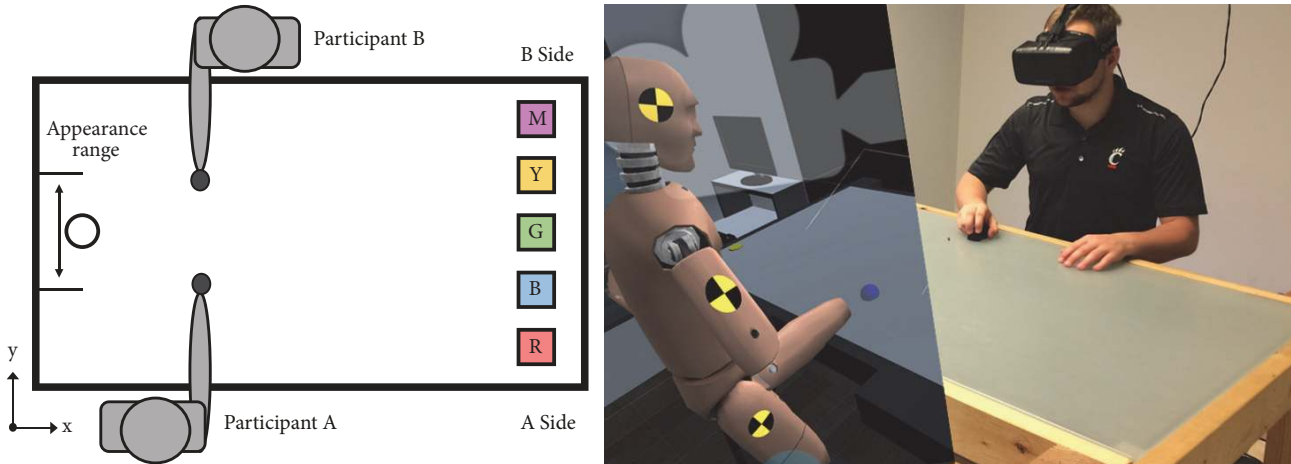 Participant B
B Side
Appearance
range
M
Y
G
B
R
y
x
Participant A
A Side
C